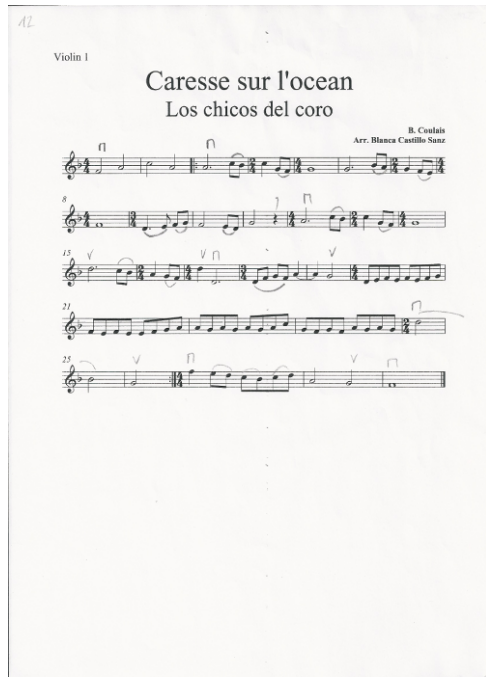 12
Violin 1
Caresse sur l'ocean
Los chicos del coro
B. Coulais
Arr. Blanca Castillo Sanz
8
15
21
25